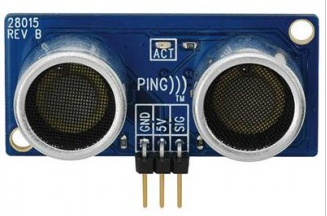 28015
REV B
ACT
PING)))
TM
GND
5V
SIG